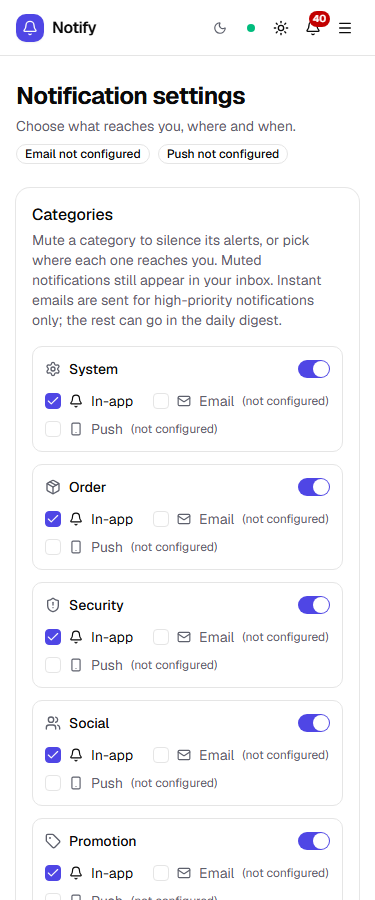 Notify
40
Notification settings
Choose what reaches you, where and when.
Email not configured
Push not configured
Categories
Mute a category to silence its alerts, or pick
where each one reaches you. Muted
notifications still appear in your inbox. Instant
emails are sent for high-priority notifications
only; the rest can go in the daily digest.
System
In-app Email (not configured)
Push (not configured)
Order
In-app Email (not configured)
Push (not configured)
Security
In-app Email (not configured)
Push (not configured)
Social
In-app Email (not configured)
Push (not configured)
Promotion
In-app Email (not configured)
Push (not configured)